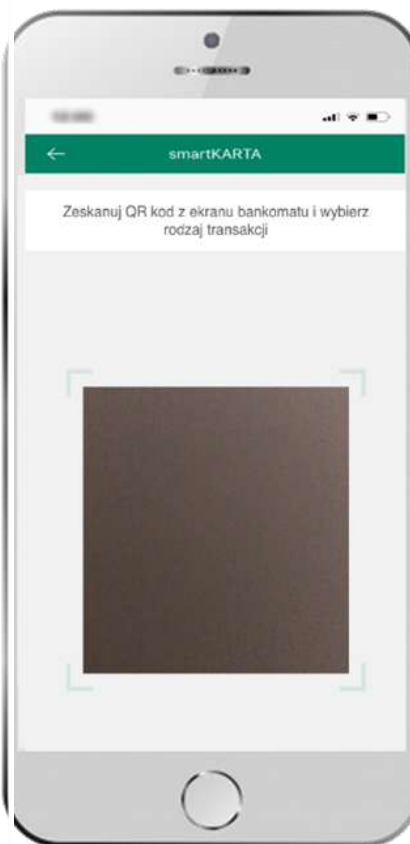 smartKARTA
Zeskanuj QR kod z ekranu bankomatu i wybierz
rodzaj transakcji